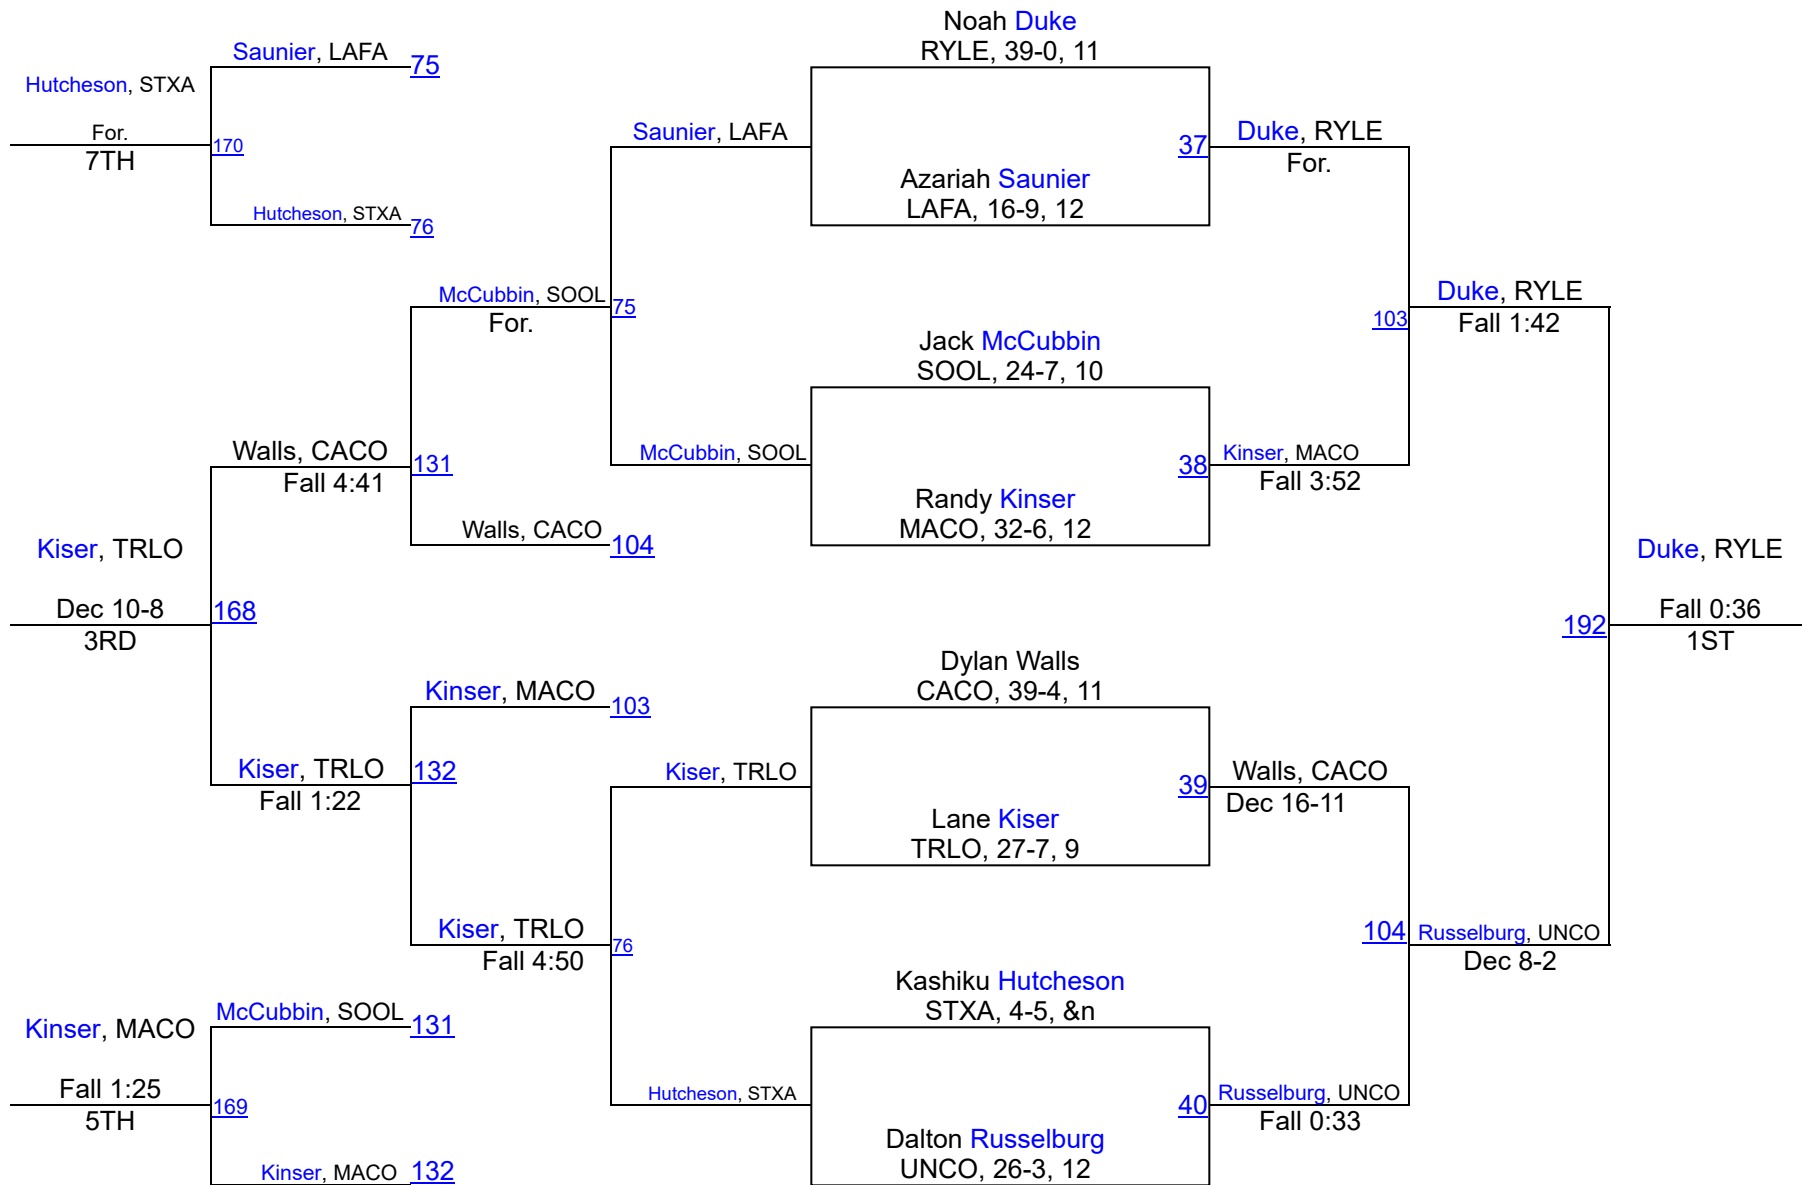 Noah Duke
RYLE, 39-0, 11
Saunier, LAFA
75
Hutcheson, STXA
For.
170
7TH
Hutcheson, STXA
76
Saunier, LAFA
37
Duke, RYLE
For.
Azariah Saunier
LAFA, 16-9, 12
McCubbin, SOOL
For.
75
Duke, RYLE
103
Fall 1:42
Jack McCubbin
SOOL, 24-7, 10
Walls, CACO
Fall 4:41
131
McCubbin, SOOL
38
Kinser, MACO
Fall 3:52
Randy Kinser
MACO, 32-6, 12
Walls, CACO
104
Kiser, TRLO
Dec 10-8
3RD
168
Duke, RYLE
192
Fall 0:36
1ST
Dylan Walls
CACO, 39-4, 11
Kinser, MACO
103
Kiser, TRLO
Fall 1:22
132
Kiser, TRLO
39
Walls, CACO
Dec 16-11
Lane Kiser
TRLO, 27-7, 9
Kiser, TRLO
Fall 4:50
76
104
Russelburg, UNCO
Dec 8-2
Kashiku Hutcheson
STXA, 4-5, &n
McCubbin, SOOL
131
Kinser, MACO
Fall 1:25
5TH
169
Hutcheson, STXA
40
Russelburg, UNCO
Fall 0:33
Dalton Russelburg
UNCO, 26-3, 12
Kinser, MACO
132